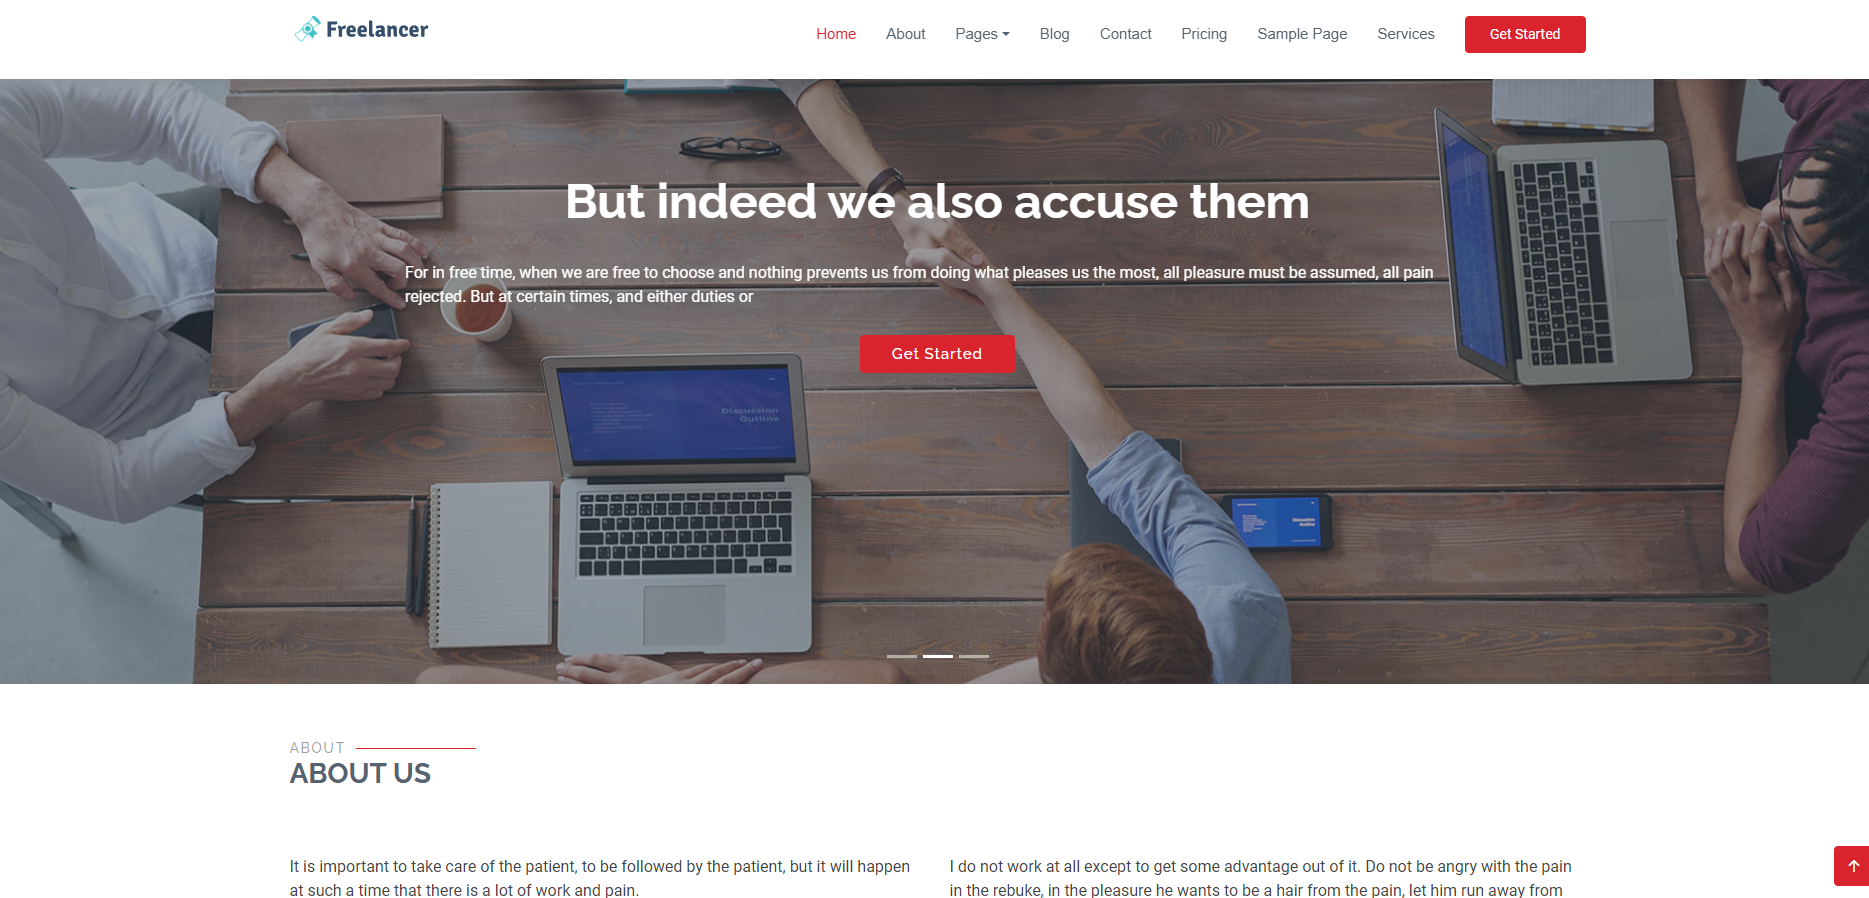 Freelancer
Home About Pages Blog Contact Pricing Sample Page Services Get Started
But indeed we also accuse them
For in free time, when we are free to choose and nothing prevents us from doing what pleases us the most, all pleasure must be assumed, all pain
rejected. But at certain times, and either duties or
Get Started
Discussion
Outline
Discussion
Outline
ABOUT
ABOUT US
It is important to take care of the patient, to be followed by the patient, but it will happen
at such a time that there is a lot of work and pain.
I do not work at all except to get some advantage out of it. Do not be angry with the pain
in the rebuke, in the pleasure he wants to be a hair from the pain, let him run away from